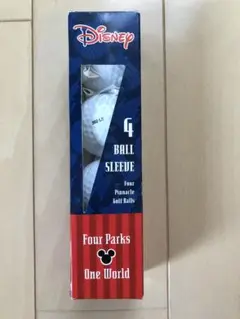 Disney
4
BALL
SLEEVE
Four
Pinnacle
Golf Balls
Four Parks
One World